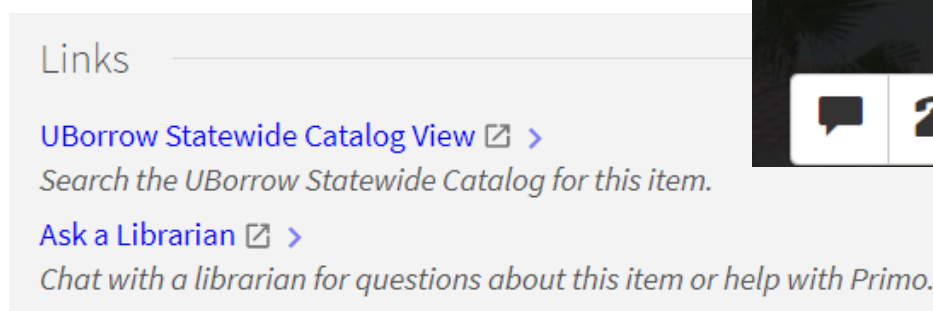 Links
UBorrow Statewide Catalog View
Search the UBorrow Statewide Catalog for this item.
Ask a Librarian
Chat with a librarian for questions about this item or help with Primo.